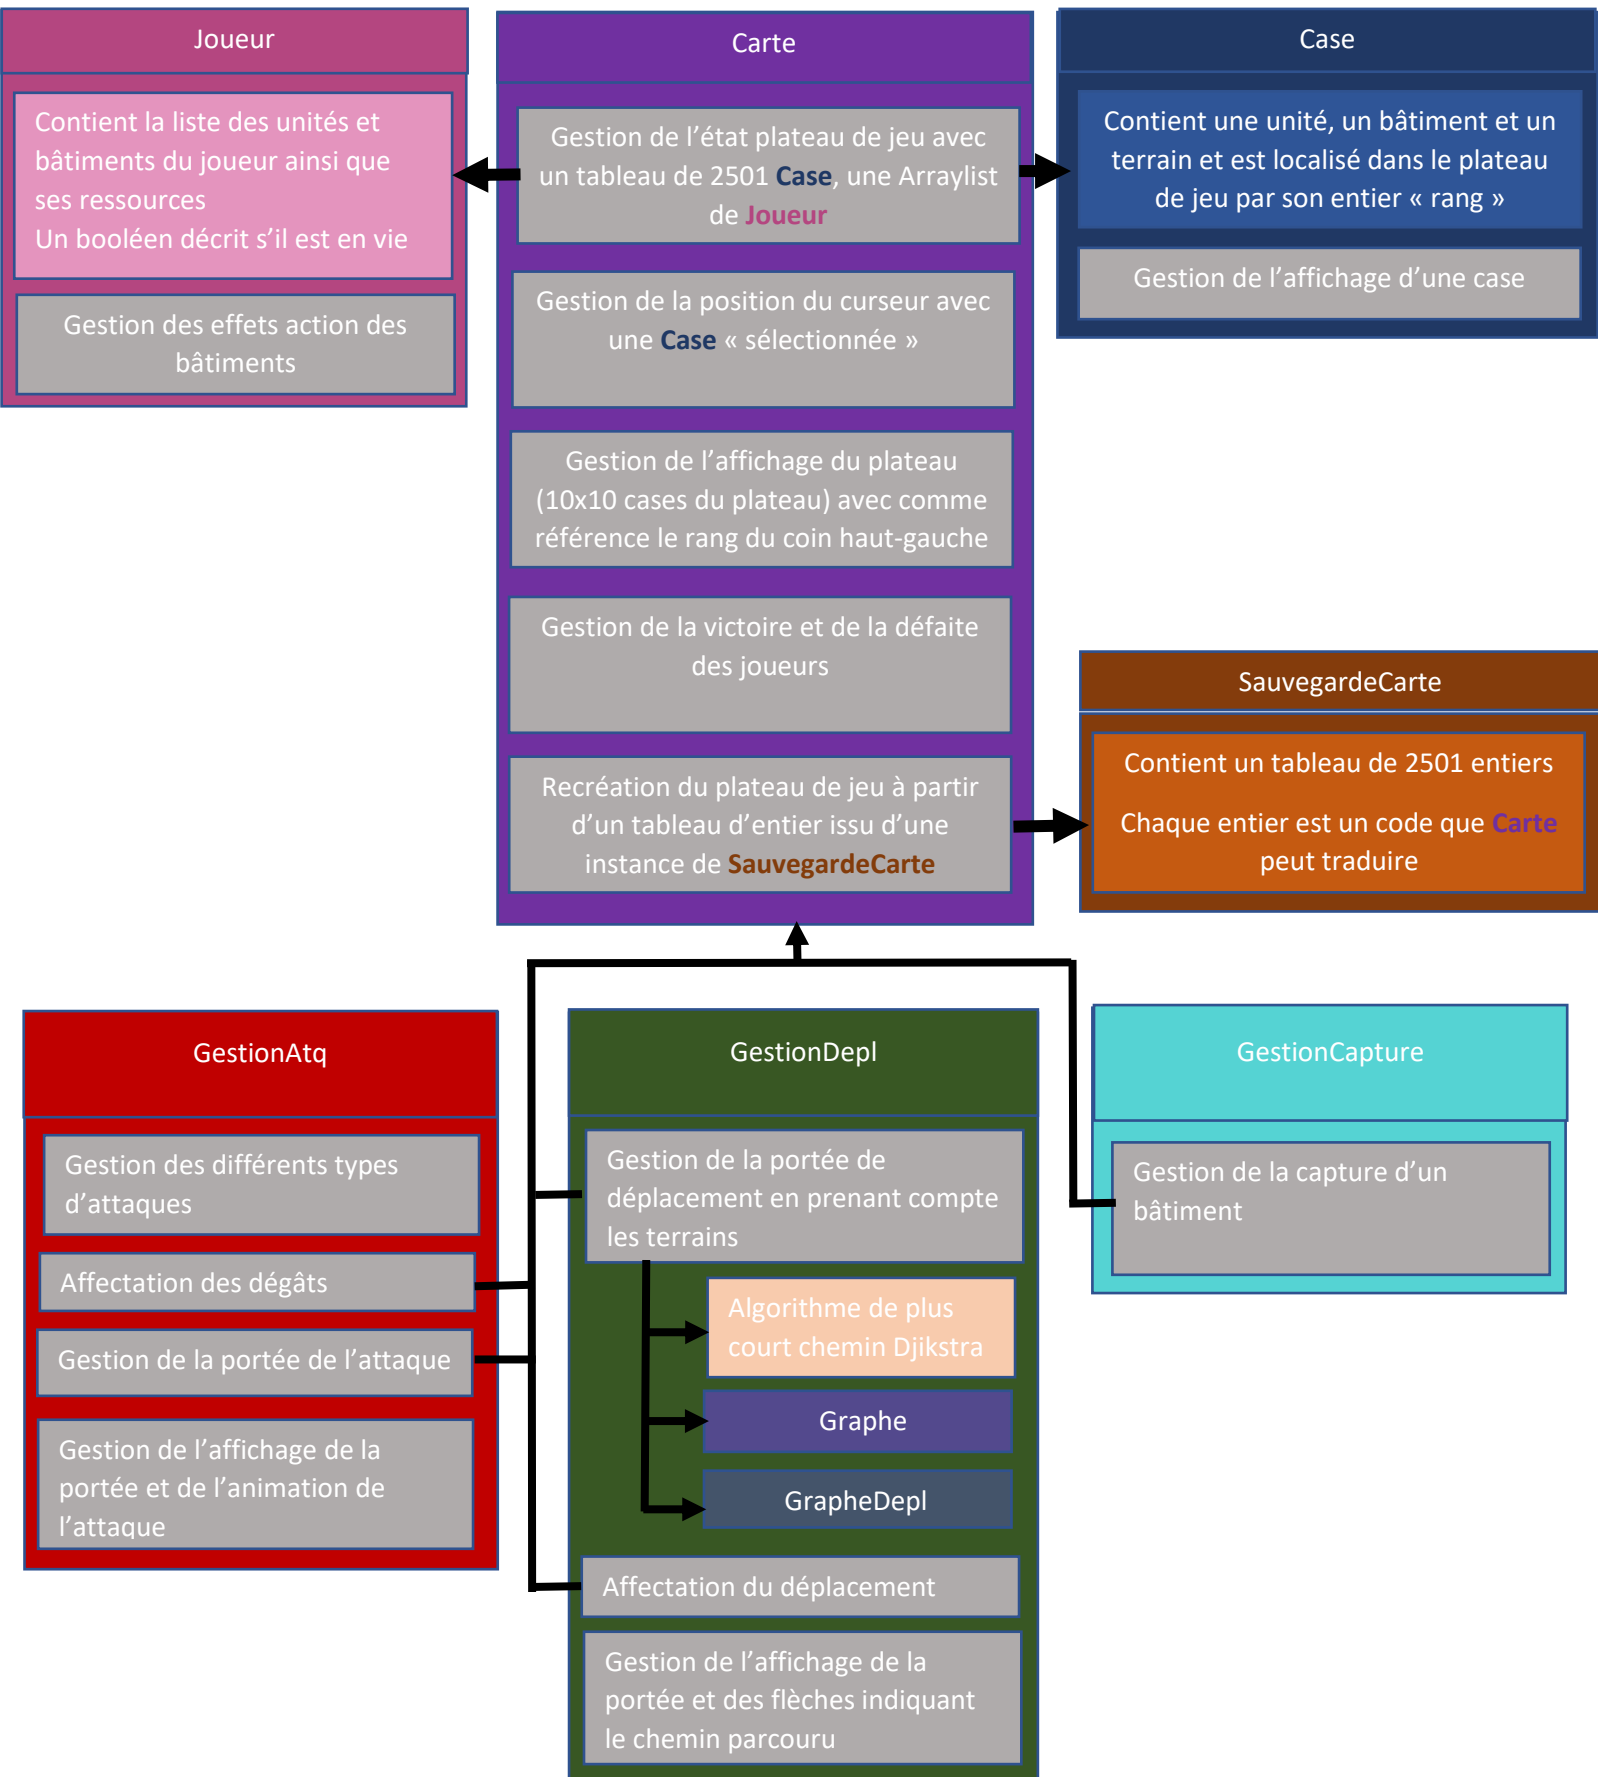 Joueur
Contient la liste des unités et
bâtiments du joueur ainsi que
ses ressources
Un booléen décrit s’il est en vie
Gestion des effets action des
bâtiments
Carte
Gestion de l’état plateau de jeu avec
un tableau de 2501 Case, une Arraylist
de Joueur
Gestion de la position du curseur avec
une Case « sélectionnée »
Gestion de l’affichage du plateau
(10x10 cases du plateau) avec comme
référence le rang du coin haut-gauche
Gestion de la victoire et de la défaite
des joueurs
Recréation du plateau de jeu à partir
d’un tableau d’entier issu d’une
instance de SauvegardeCarte
Case
Contient une unité, un bâtiment et un
terrain et est localisé dans le plateau
de jeu par son entier « rang »
Gestion de l’affichage d’une case
SauvegardeCarte
Contient un tableau de 2501 entiers
Chaque entier est un code que Carte
peut traduire
GestionAtq
Gestion des différents types
d’attaques
Affectation des dégâts
Gestion de la portée de l’attaque
Gestion de l’affichage de la
portée et de l’animation de
l’attaque
GestionDepl
Gestion de la portée de
déplacement en prenant compte
les terrains
Algorithme de plus
court chemin Djikstra
Graphe
GrapheDepl
Affectation du déplacement
Gestion de l’affichage de la
portée et des flèches indiquant
le chemin parcouru
GestionCapture
Gestion de la capture d’un
bâtiment